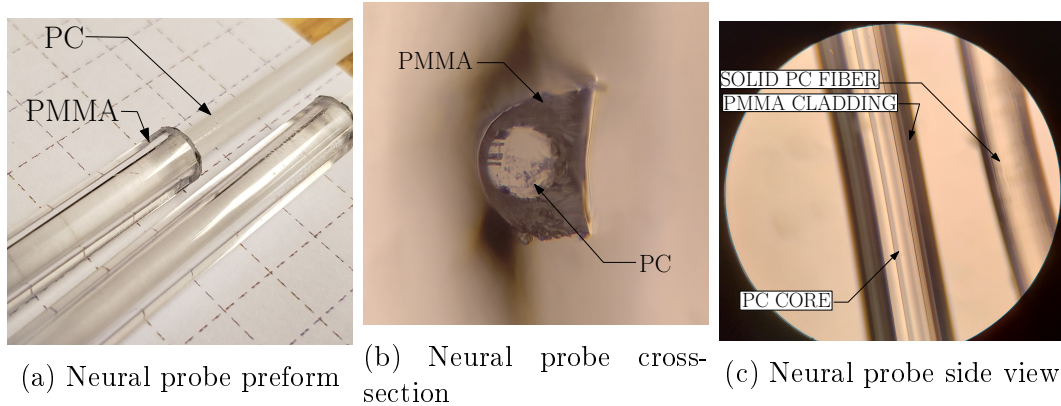 PC
PMMA
(a) Neural probe preform
PMMA
PC
(b) Neural probe cross-
section
SOLID PC FIBER
PMMA CLADDING
PC CORE
(c) Neural probe side view